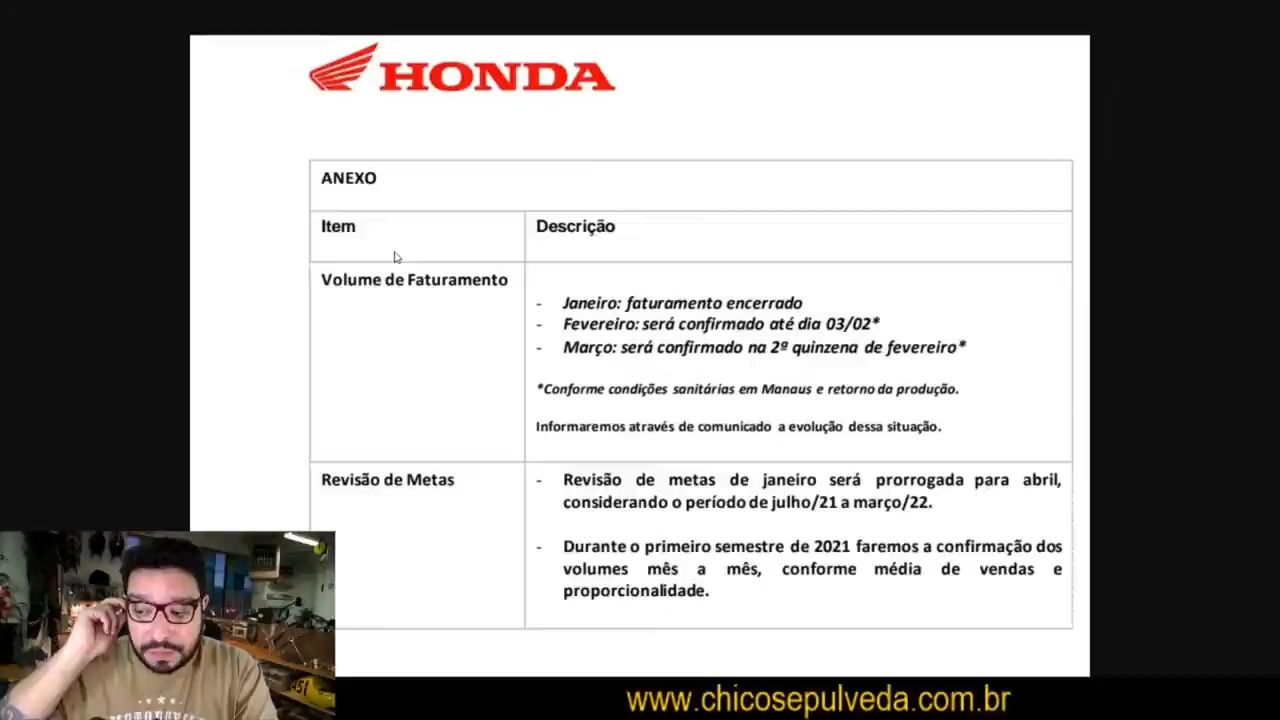 HONDA
ANEXO
Item
Descrição
Volume de Faturamento
- Janeiro: faturamento encerrado
- Fevereiro: será confirmado até dia 03/02*
- Março: será confirmado na 2ª quinzena de fevereiro*
*Conforme condições sanitárias em Manaus e retorno da produção.
Informaremos através de comunicado a evolução dessa situação.
Revisão de Metas
- Revisão de metas de janeiro será prorrogada para abril,
considerando o período de julho/21 a março/22.
- Durante o primeiro semestre de 2021 faremos a confirmação dos
volumes mês a mês, conforme média de vendas e
proporcionalidade.
www.chicosepulveda.com.br